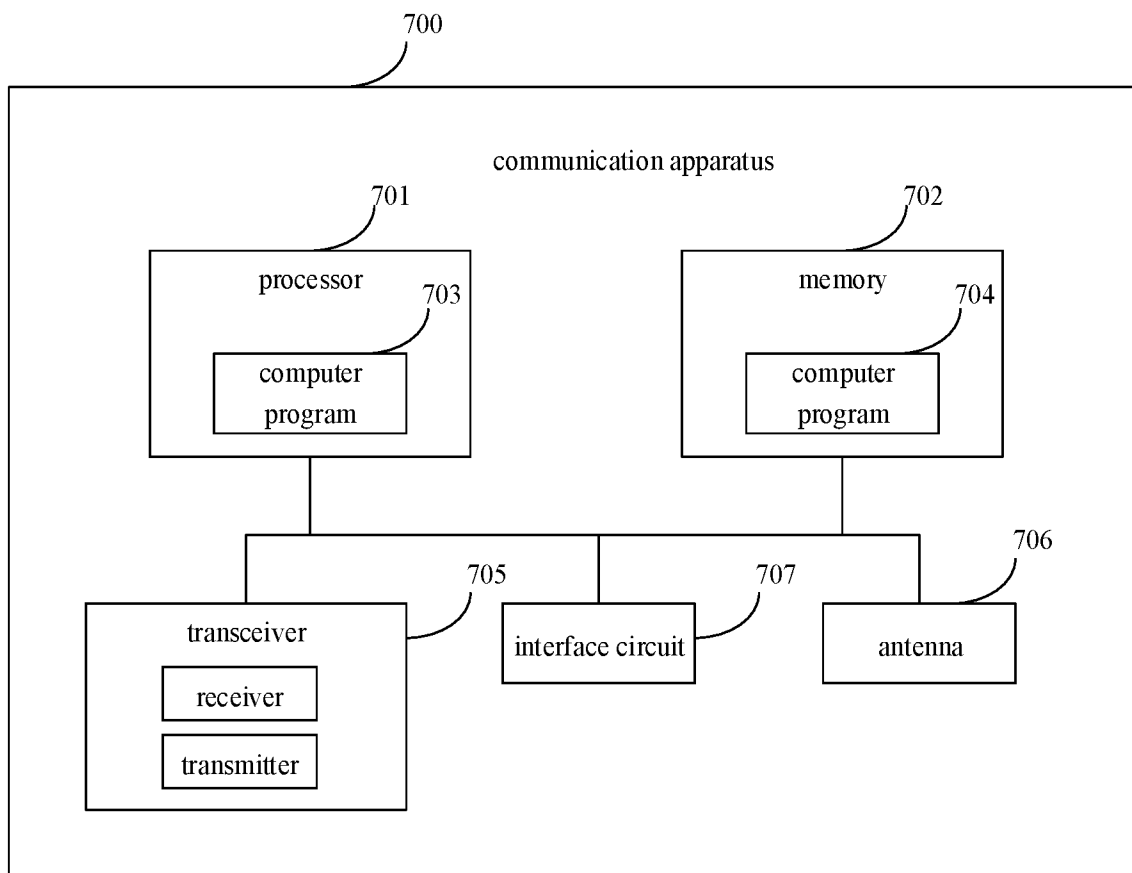 700
communication apparatus
701
702
processor
memory
703
704
computer
program
computer
program
705
707
706
transceiver
interface circuit
antenna
receiver
transmitter